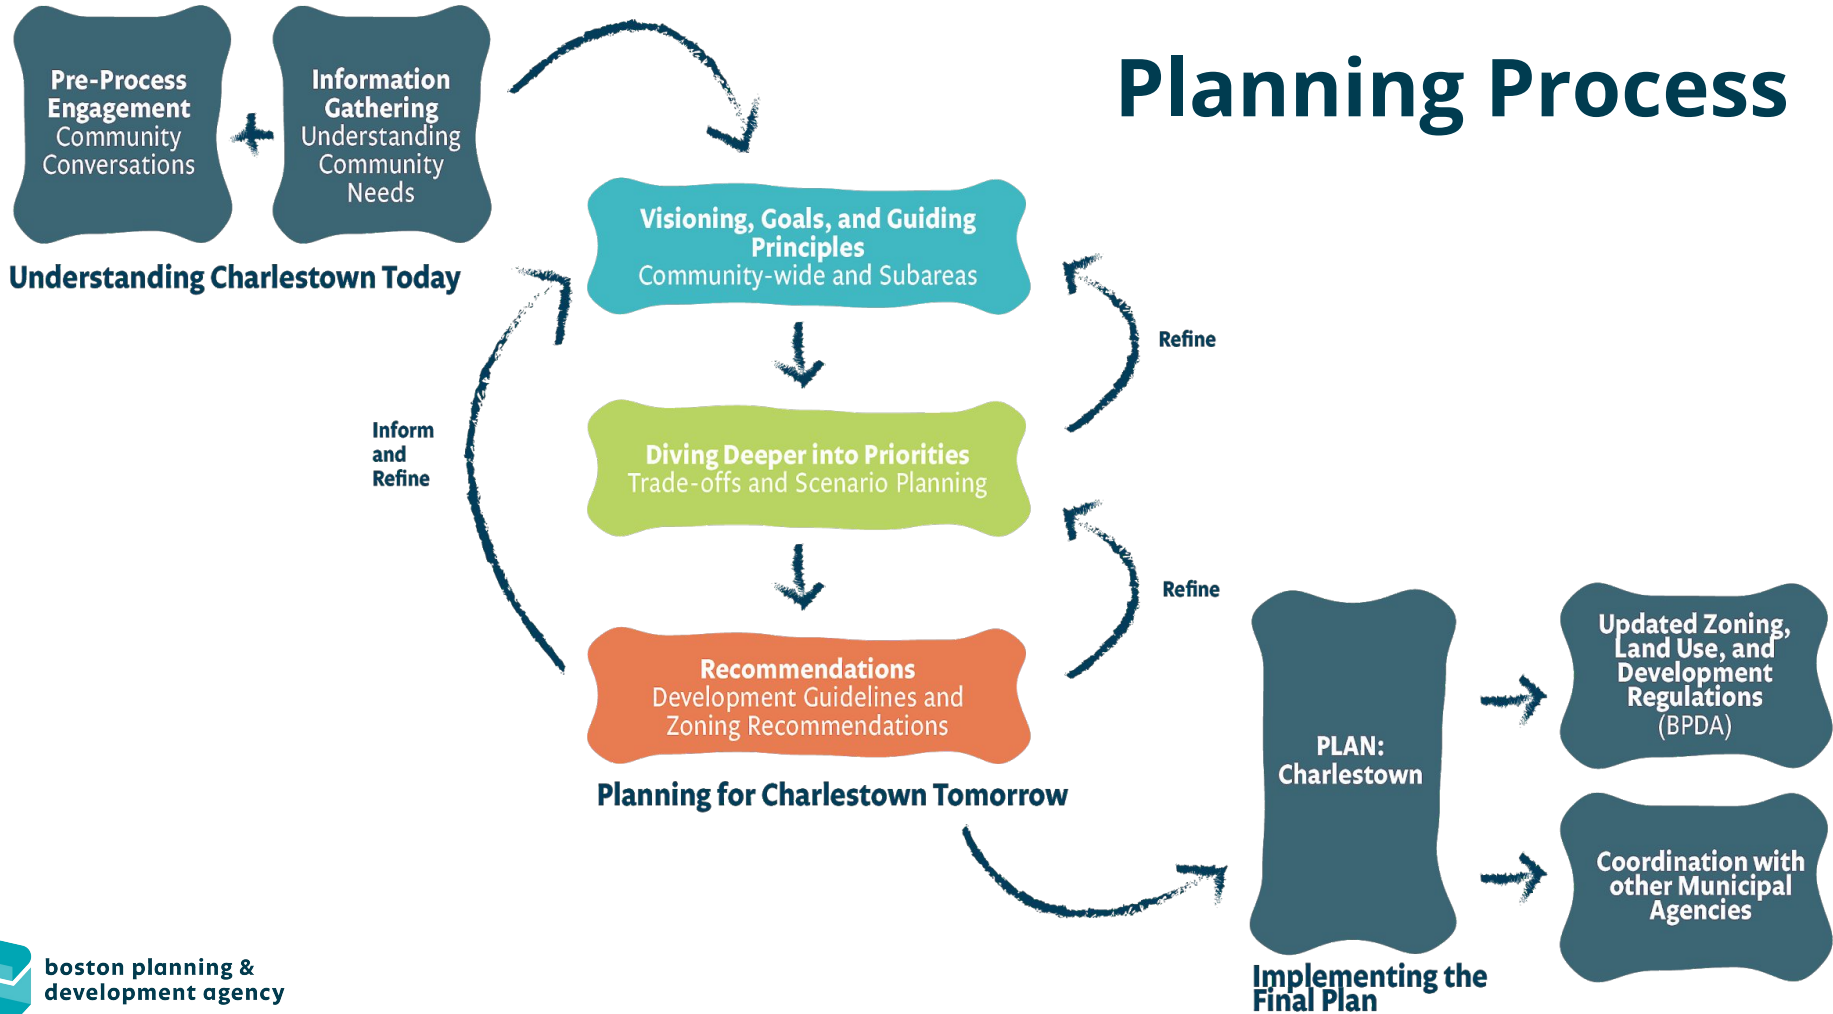 Planning Process
Pre-Process
Engagement
Community
Conversations
Information
Gathering
Understanding
Community
Needs
Understanding Charlestown Today
Visioning, Goals, and Guiding
Principles
Community-wide and Subareas
Refine
Inform
and
Refine
Diving Deeper into Priorities
Trade-offs and Scenario Planning
Refine
Recommendations
Development Guidelines and
Zoning Recommendations
Planning for Charlestown Tomorrow
PLAN:
Charlestown
Updated Zoning,
Land Use, and
Development
Regulations
(BPDA)
Coordination with
other Municipal
Agencies
Implementing the
Final Plan
boston planning &
development agency